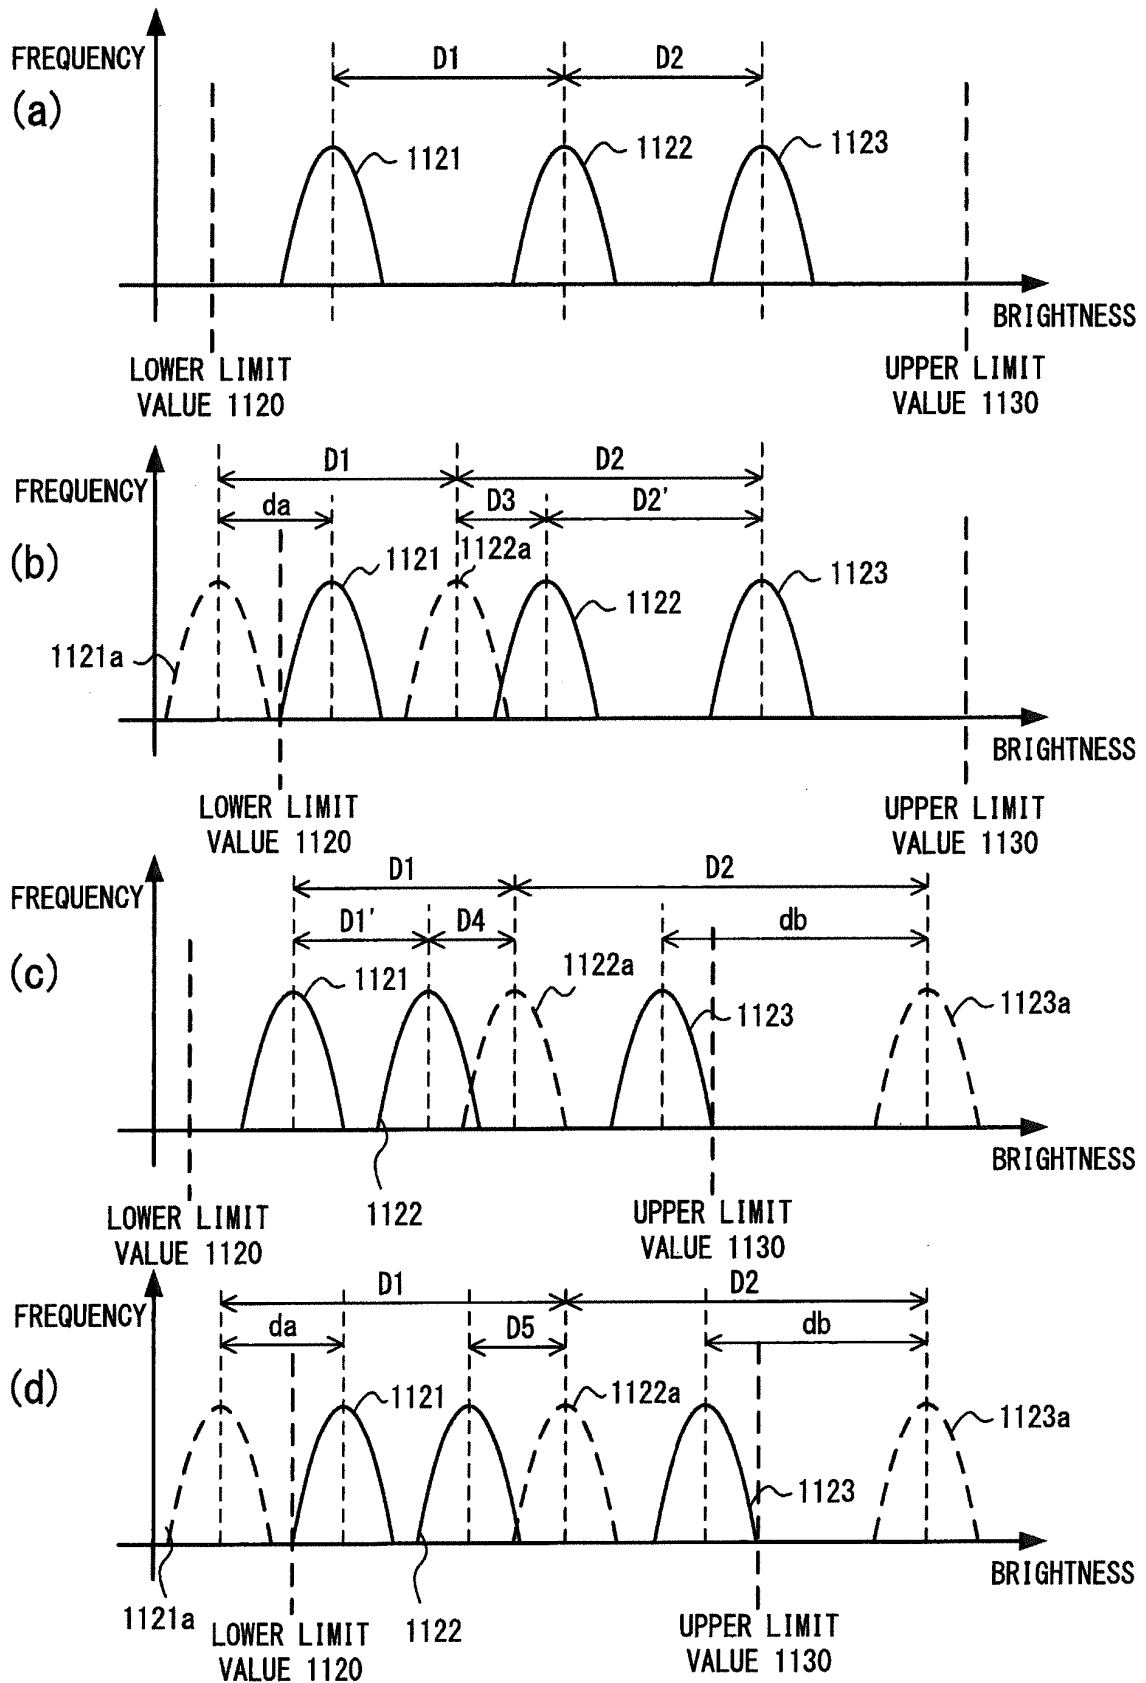 FREQUENCY
(a)
D1
D2
1121
1122
1123
BRIGHTNESS
LOWER LIMIT
VALUE 1120
UPPER LIMIT
VALUE 1130
FREQUENCY
(b)
D1
D2
da
D3
D2'
1121
1122a
1122
1123
1121a
BRIGHTNESS
LOWER LIMIT
VALUE 1120
UPPER LIMIT
VALUE 1130
FREQUENCY
(c)
D1
D2
D1'
D4
db
1121
1122a
1123
1123a
BRIGHTNESS
1122
LOWER LIMIT
VALUE 1120
UPPER LIMIT
VALUE 1130
FREQUENCY
(d)
D1
D2
da
D5
db
1121
1122a
1123a
1123
BRIGHTNESS
1121a
1122
LOWER LIMIT
VALUE 1120
UPPER LIMIT
VALUE 1130